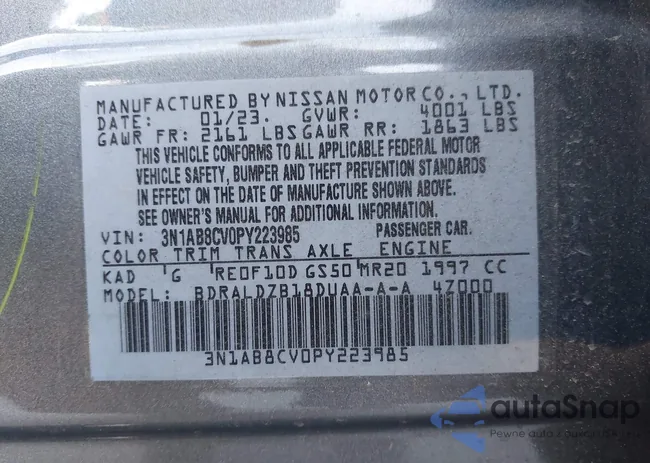 MANUFACTURED BY NISSAN MOTOR CO., LTD.
DATE: 01/23. GVWR: 4001 LBS
GAWR FR: 2161 LBS GAWR RR: 1863 LBS
THIS VEHICLE CONFORMS TO ALL APPLICABLE FEDERAL MOTOR
VEHICLE SAFETY, BUMPER AND THEFT PREVENTION STANDARDS
IN EFFECT ON THE DATE OF MANUFACTURE SHOWN ABOVE.
SEE OWNER'S MANUAL FOR ADDITIONAL INFORMATION.
VIN: 3N1AB8CV0PY223985 PASSENGER CAR.
COLOR TRIM TRANS AXLE ENGINE
KAD G RE0F10D GS50 MR20 1997 CC
MODEL: BDRALDZB18DUAA-A-A 4Z000
3N1AB8CV0PY223985
autaSnap
Pewne auto z